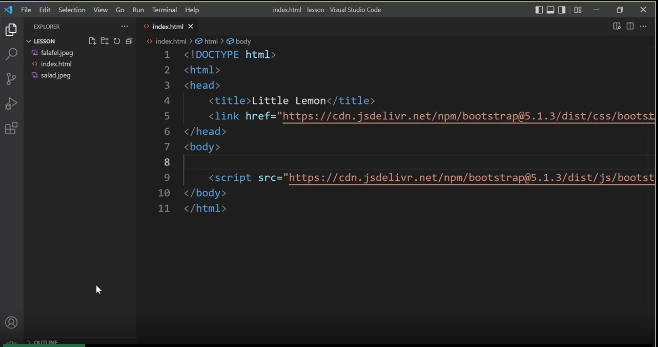 File Edit Selection View Go Run Terminal Help
index.html - lesson - Visual Studio Code
EXPLORER
LESSON
falafel.jpeg
index.html
salad.jpeg
OUTLINE
index.html
index.html > html > body
1 <!DOCTYPE html>
2 <html>
3 <head>
4 <title>Little Lemon</title>
5 <link href="https://cdn.jsdelivr.net/npm/bootstrap@5.1.3/dist/css/bootst
6 </head>
7 <body>
8
9 <script src="https://cdn.jsdelivr.net/npm/bootstrap@5.1.3/dist/js/bootst
10 </body>
11 </html>